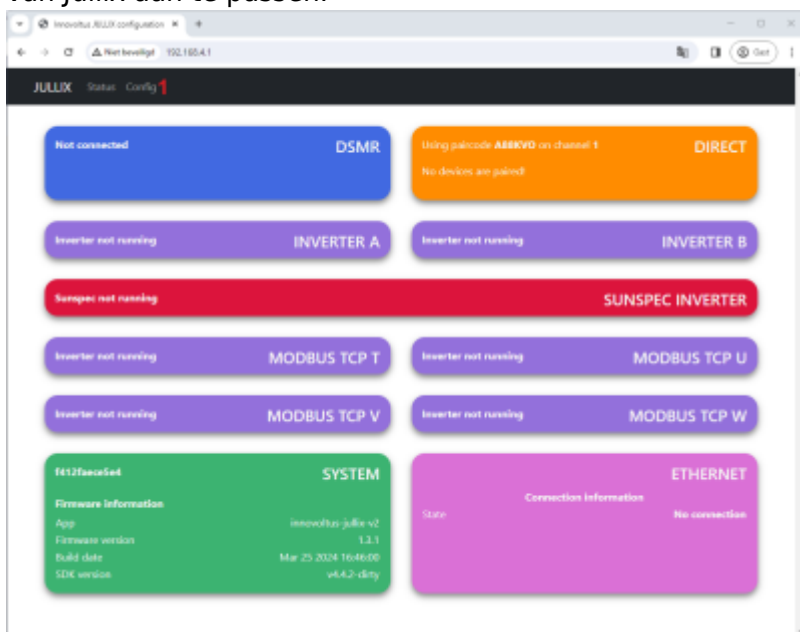 van jullix aan te passen.
Innovoltus JULLIX configuration
Niet beveiligd 192.168.4.1
Gast
JULLIX Status Config 1
Not connected DSMR
Using paircode on channel 1 DIRECT
No devices are paired!
Inverter not running INVERTER A
Inverter not running INVERTER B
Sunspec not running SUNSPEC INVERTER
Inverter not running MODBUS TCP T
Inverter not running MODBUS TCP U
Inverter not running MODBUS TCP V
Inverter not running MODBUS TCP W
f412faece5e4 SYSTEM
Firmware information
App innovoltus-jullix-v2
Firmware version 1.3.1
Build date Mar 25 2024 16:46:00
SDK version v4.4.2-dirty
ETHERNET
Connection information
State No connection